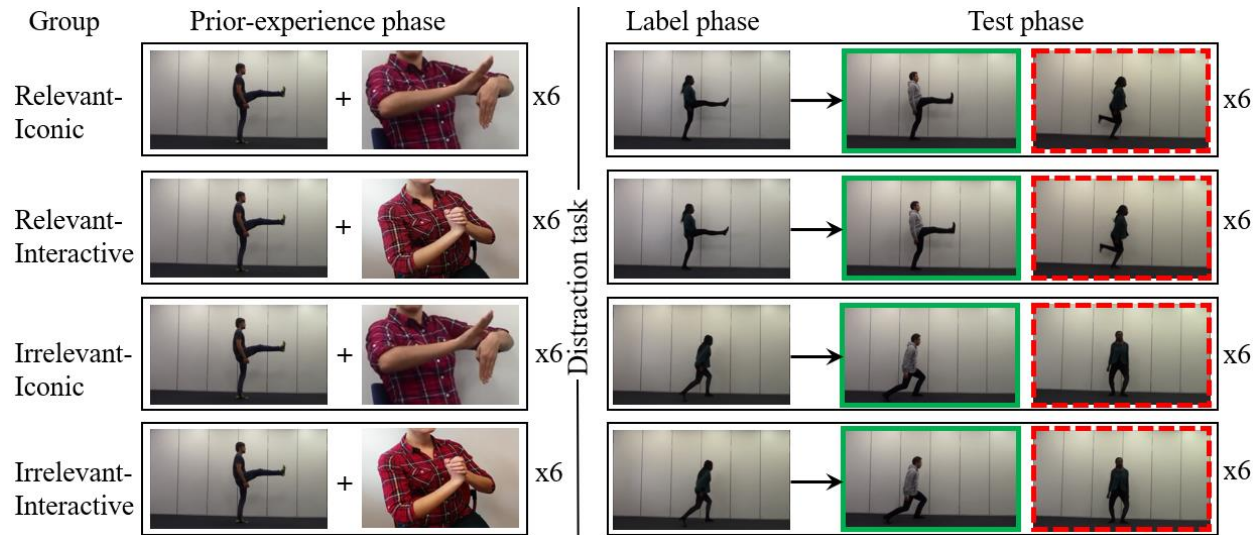 Group Prior-experience phase Label phase Test phase
Relevant-
Iconic
+
x6
x6
Relevant-
Interactive
+
x6
x6
Distraction task
Irrelevant-
Iconic
+
x6
x6
Irrelevant-
Interactive
+
x6
x6